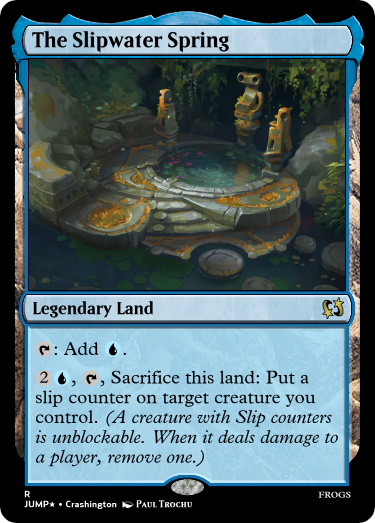 The Slipwater Spring
Legendary Land
: Add .
2 , , Sacrifice this land: Put a
slip counter on target creature you
control. (A creature with Slip counters
is unblockable. When it deals damage to
a player, remove one.)
R
JUMP★ • Crashington Paul Trochu
FROGS